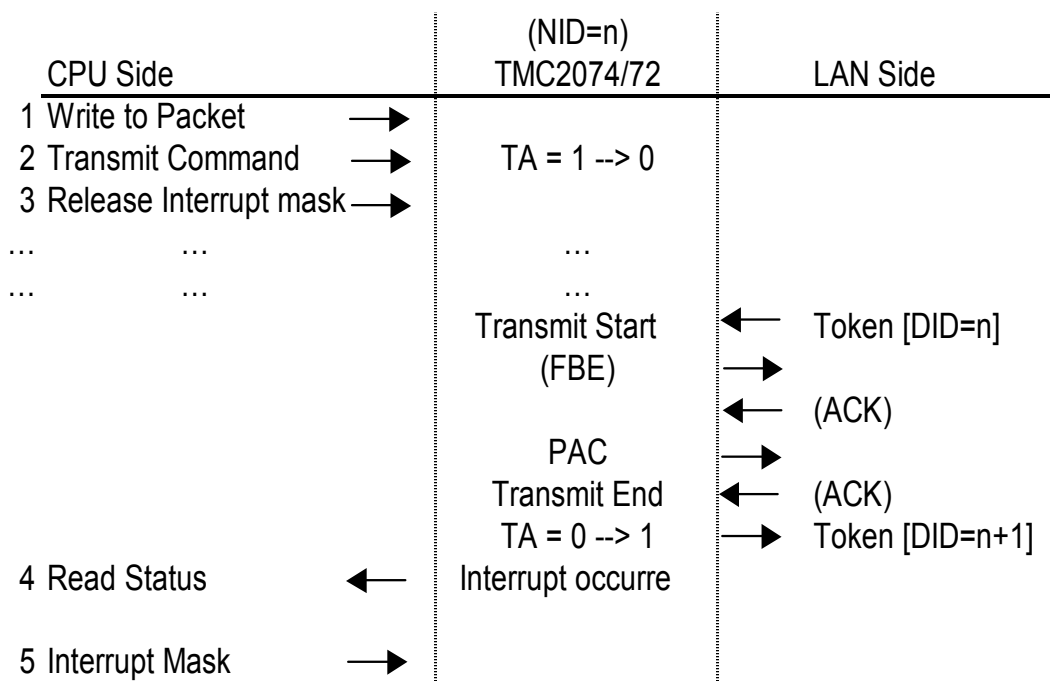 (NID=n)
CPU Side TMC2074/72 LAN Side
1 Write to Packet
2 Transmit Command TA = 1 --> 0
3 Release Interrupt mask
… … …
… … …
Transmit Start Token [DID=n]
(FBE)
(ACK)
PAC
Transmit End (ACK)
TA = 0 --> 1 Token [DID=n+1]
4 Read Status Interrupt occurre
5 Interrupt Mask